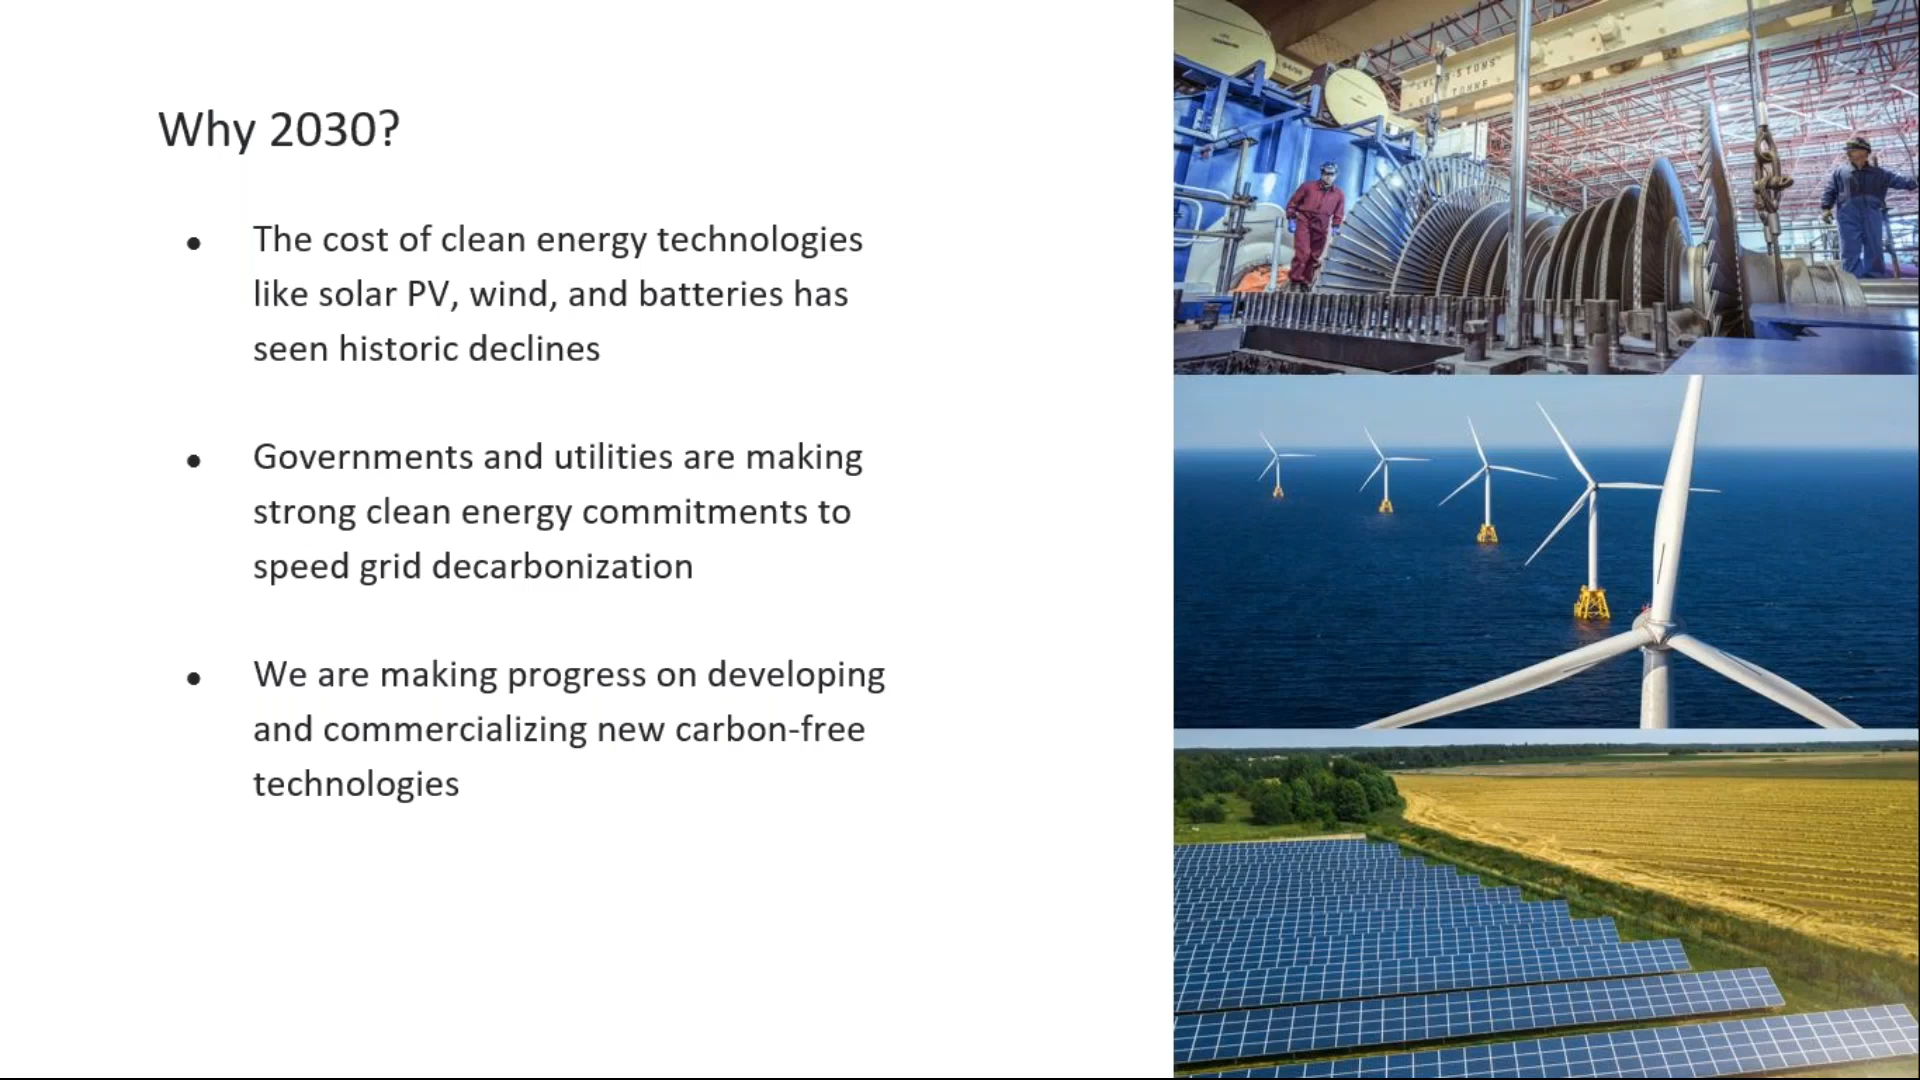 Why 2030?
• The cost of clean energy technologies
like solar PV, wind, and batteries has
seen historic declines
• Governments and utilities are making
strong clean energy commitments to
speed grid decarbonization
• We are making progress on developing
and commercializing new carbon-free
technologies